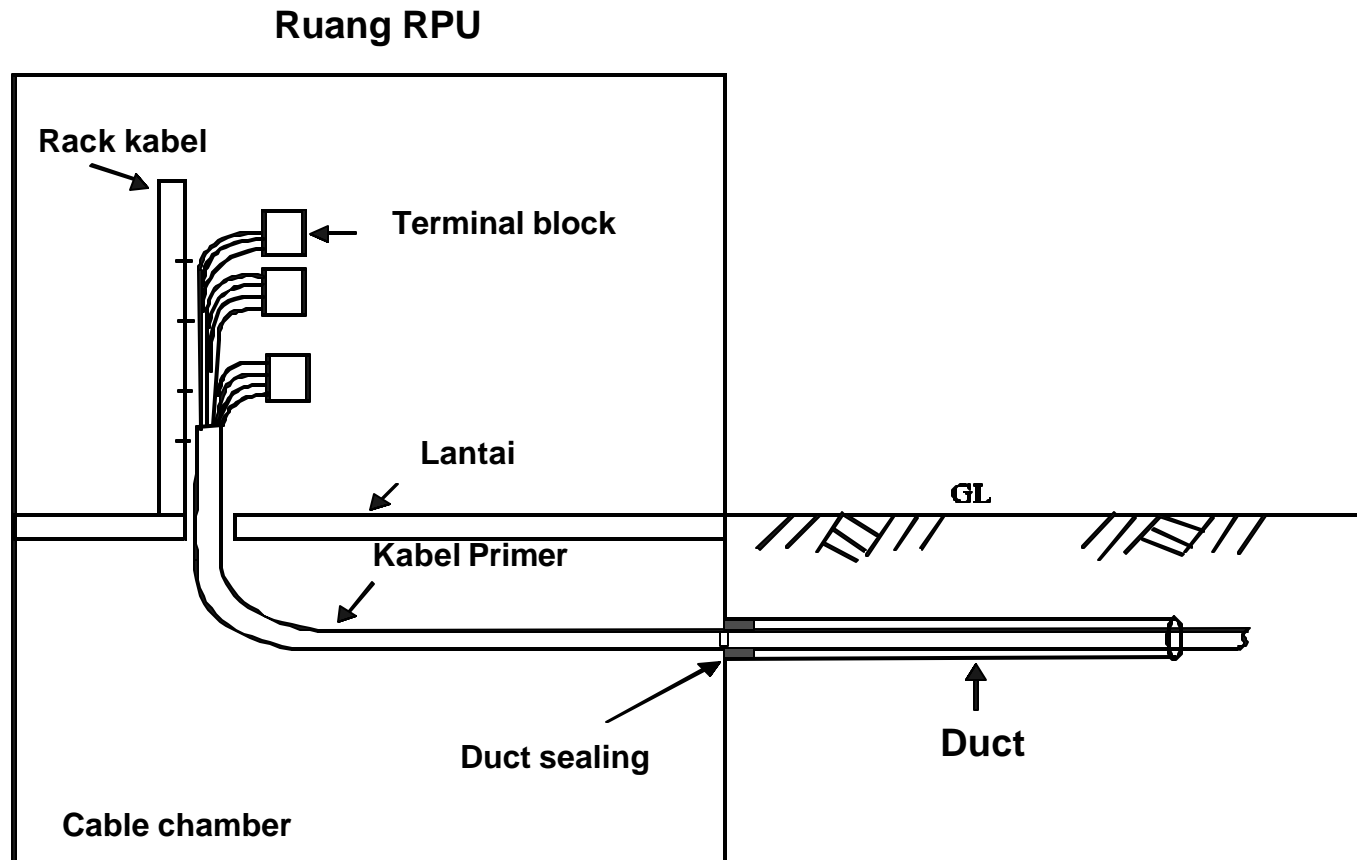 Ruang RPU
Rack kabel
Terminal block
Lantai
GL
Kabel Primer
Duct sealing
Duct
Cable chamber